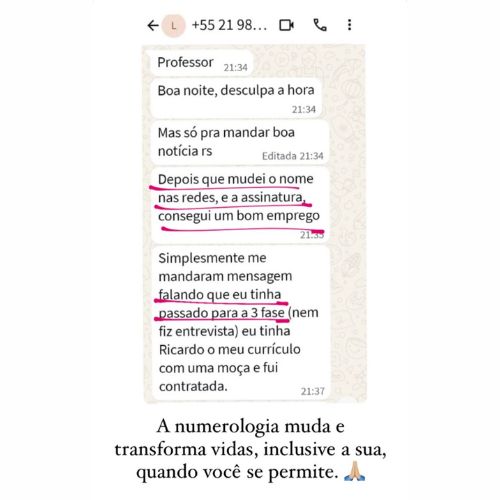 L +55 21 98...
Professor
21:34
Boa noite, desculpa a hora
21:34
Mas só pra mandar boa
notícia rs
Editada 21:34
Depois que mudei o nome
nas redes, e a assinatura,
consegui um bom emprego
21:35
Simplesmente me
mandaram mensagem
falando que eu tinha
passado para a 3 fase (nem
fiz entrevista) eu tinha
Ricardo o meu currículo
com uma moça e fui
contratada.
21:37
A numerologia muda e
transforma vidas, inclusive a sua,
quando você se permite. 🙏🏼